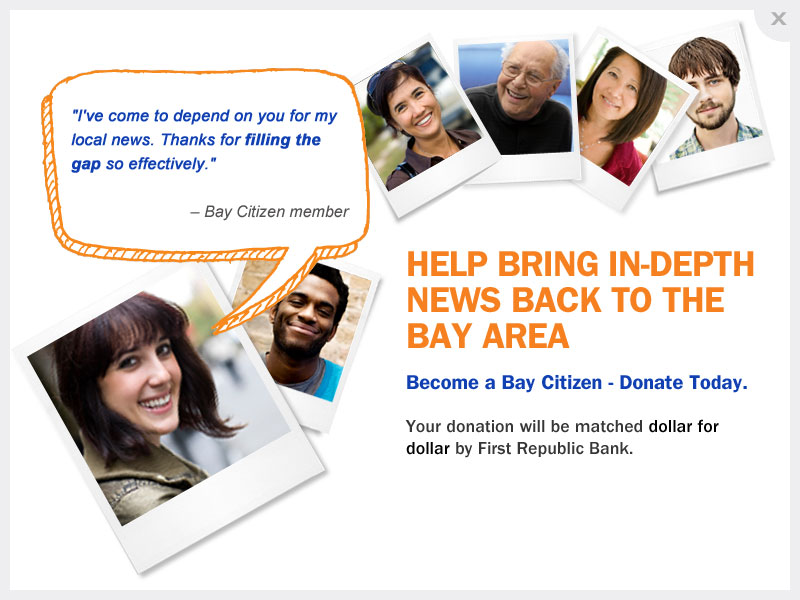 "I've come to depend on you for my
local news. Thanks for filling the
gap so effectively."
– Bay Citizen member
HELP BRING IN-DEPTH
NEWS BACK TO THE
BAY AREA
Become a Bay Citizen - Donate Today.
Your donation will be matched dollar for
dollar by First Republic Bank.